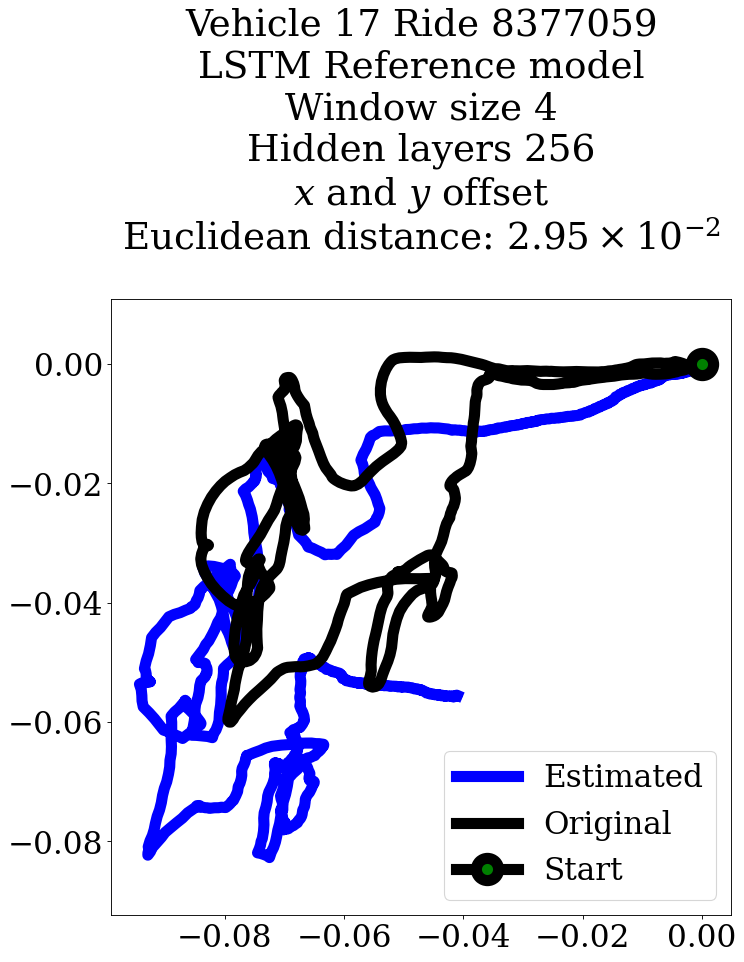 Vehicle 17 Ride 8377059
LSTM Reference model
Window size 4
Hidden layers 256
x and y offset
Euclidean distance: 2.95 × 10⁻²
0.00
−0.02
−0.04
−0.06
−0.08
Estimated
Original
Start
−0.08 −0.06 −0.04 −0.02 0.00